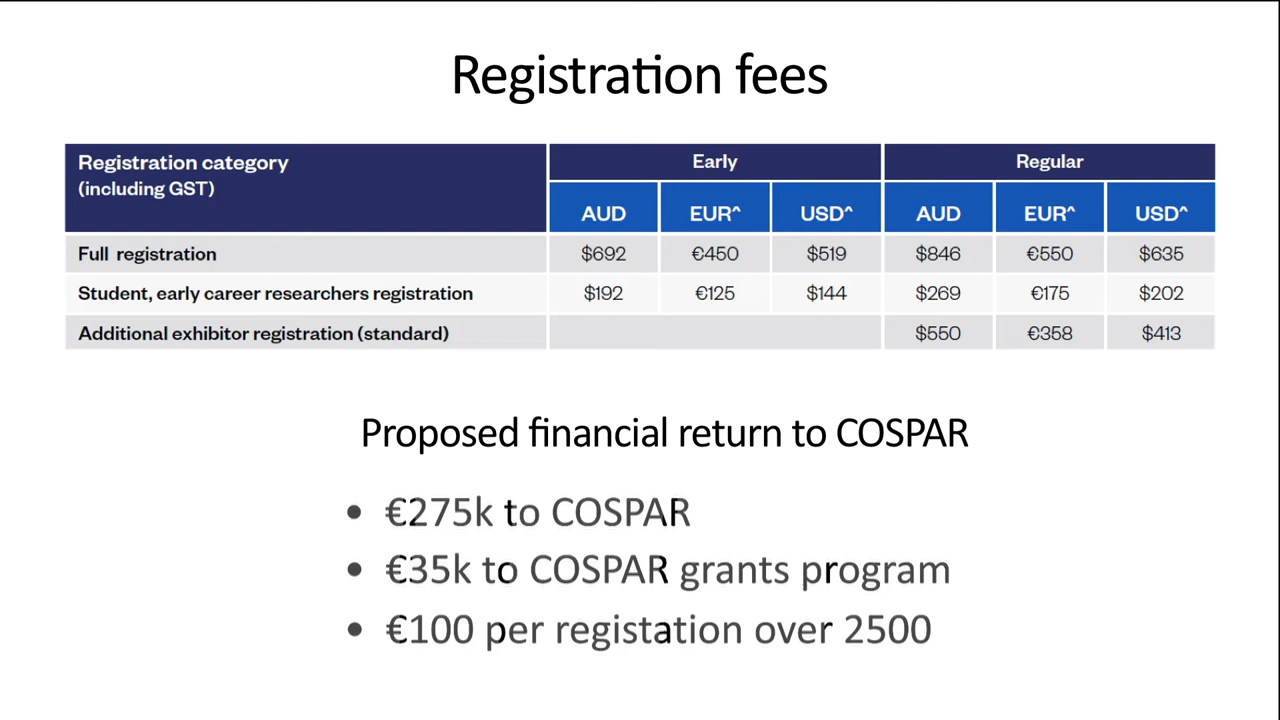 Registration fees
Registration category Early Regular
(including GST)
AUD EUR^ USD^ AUD EUR^ USD^
Full registration $692 €450 $519 $846 €550 $635
Student, early career researchers registration $192 €125 $144 $269 €175 $202
Additional exhibitor registration (standard) $550 €358 $413
Proposed financial return to COSPAR
• €275k to COSPAR
• €35k to COSPAR grants program
• €100 per registation over 2500